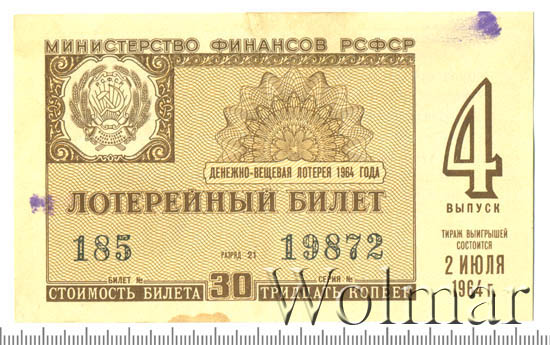 МИНИСТЕРСТВО ФИНАНСОВ РСФСР
РСФСР
ДЕНЕЖНО-ВЕЩЕВАЯ ЛОТЕРЕЯ 1964 ГОДА
ЛОТЕРЕЙНЫЙ БИЛЕТ
185 РАЗРЯД 21 19872
БИЛЕТ № СЕРИЯ №
СТОИМОСТЬ БИЛЕТА 30 ТРИДЦАТЬ КОПЕЕК
4
ВЫПУСК
ТИРАЖ ВЫИГРЫШЕЙ
СОСТОИТСЯ
2 ИЮЛЯ
1964 г.
Wolmar